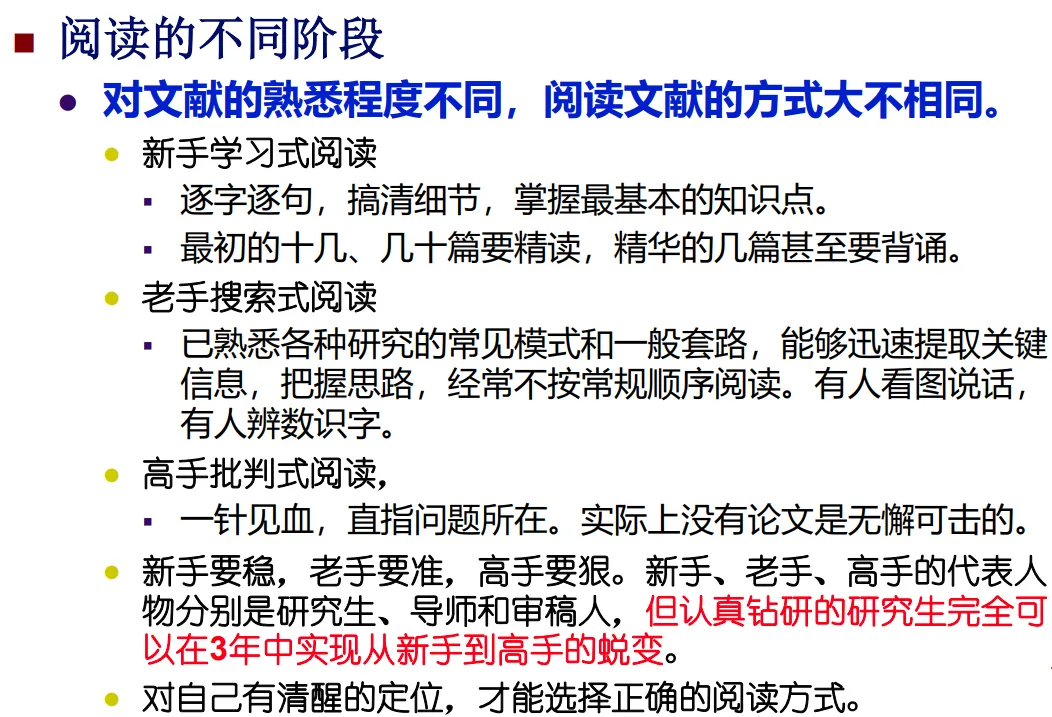 阅读的不同阶段
对文献的熟悉程度不同，阅读文献的方式大不相同。
新手学习式阅读
逐字逐句，搞清细节，掌握最基本的知识点。
最初的十几、几十篇要精读，精华的几篇甚至要背诵。
老手搜索式阅读
已熟悉各种研究的常见模式和一般套路，能够迅速提取关键
信息，把握思路，经常不按常规顺序阅读。有人看图说话，
有人辨数识字。
高手批判式阅读，
一针见血，直指问题所在。实际上没有论文是无懈可击的。
新手要稳，老手要准，高手要狠。新手、老手、高手的代表人
物分别是研究生、导师和审稿人，但认真钻研的研究生完全可
以在3年中实现从新手到高手的蜕变。
对自己有清醒的定位，才能选择正确的阅读方式。